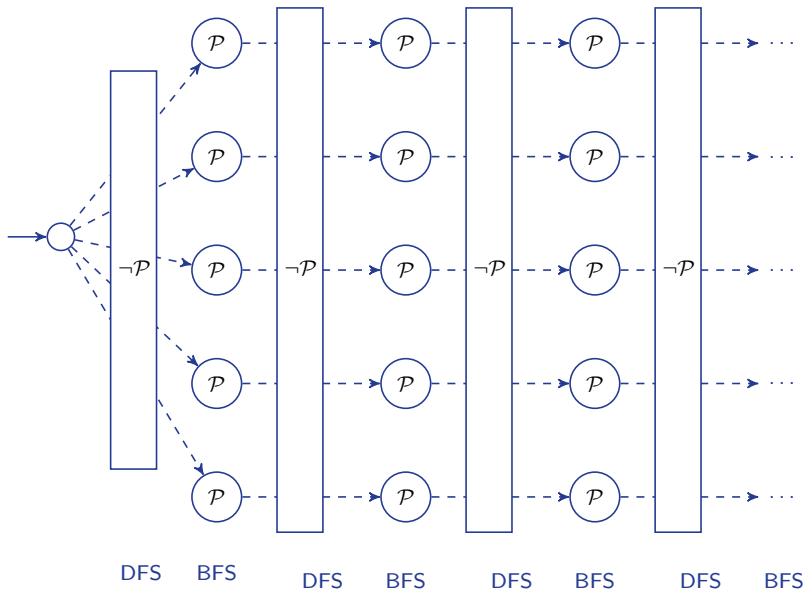 𝒫 𝒫 𝒫 ···
𝒫 𝒫 𝒫 ···
¬𝒫 𝒫 ¬𝒫 𝒫 ¬𝒫 𝒫 ¬𝒫 ···
𝒫 𝒫 𝒫 ···
𝒫 𝒫 𝒫 ···
DFS BFS DFS BFS DFS BFS DFS BFS